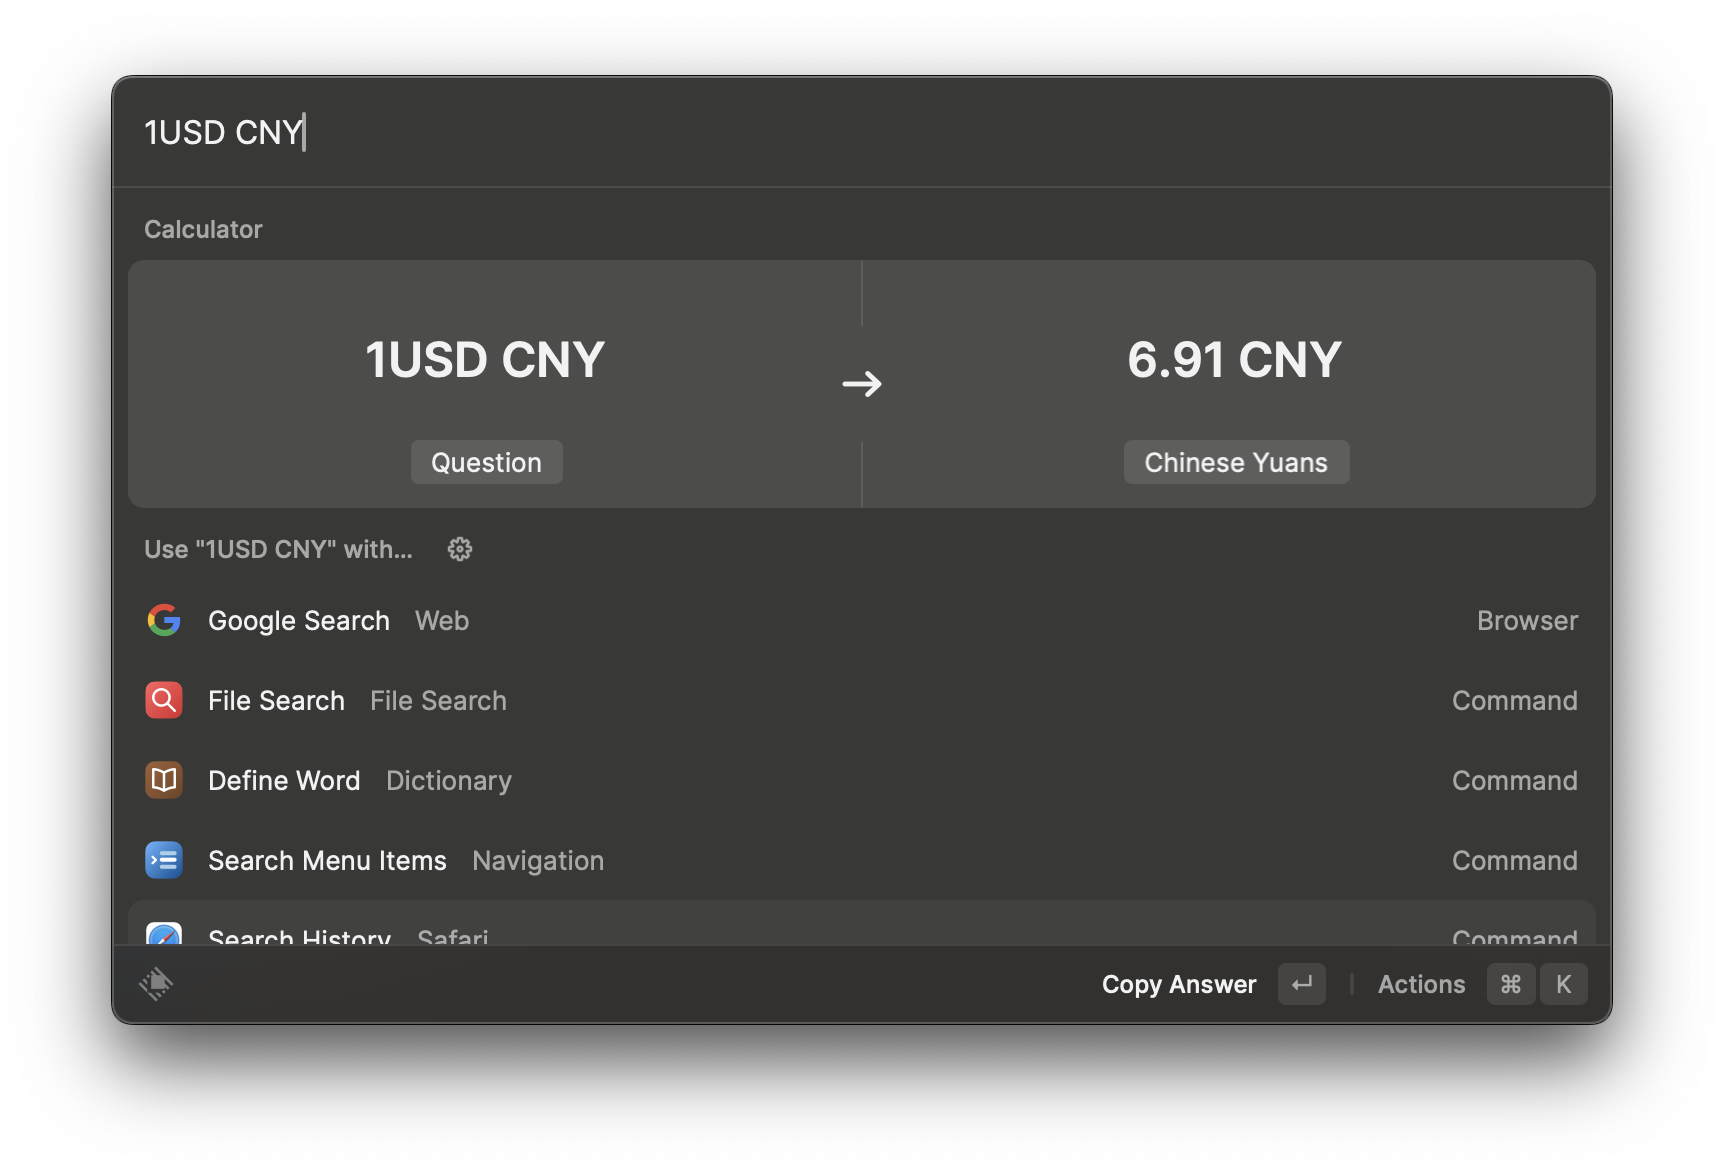 1USD CNY
Calculator
1USD CNY
6.91 CNY
Question
Chinese Yuans
Use "1USD CNY" with...
Google Search Web Browser
File Search File Search Command
Define Word Dictionary Command
Search Menu Items Navigation Command
Search History Safari Command
Copy Answer ↵ Actions ⌘ K